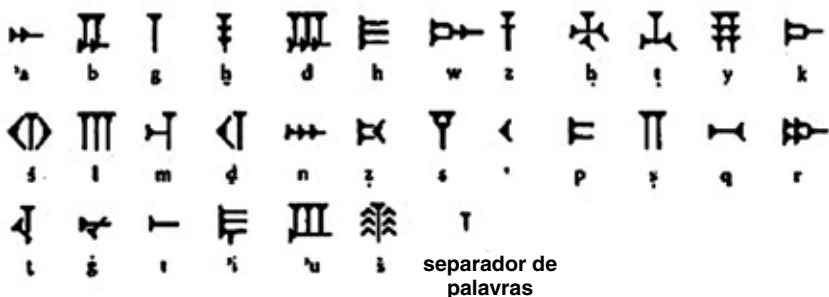 𐎀 𐎁 𐎂 𐎃 𐎄 𐎅 𐎆 𐎇 𐎈 𐎉 𐎊 𐎋
ʾa b g ḫ d h w z ḥ ṭ y k
𐎌 𐎍 𐎎 𐎏 𐎐 𐎑 𐎒 𐎓 𐎔 𐎕 𐎖 𐎗
ś l m ḏ n ẓ s ʿ p ṣ q r
𐎘 𐎙 𐎚 𐎛 𐎜 𐎝 𐎟
ṯ ġ t ʾi ʾu s̀ separador de
palavras